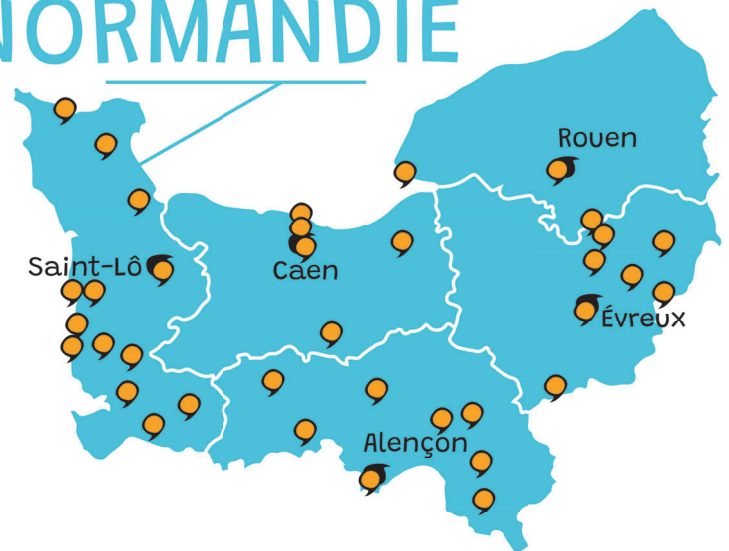 NORMANDIE
Rouen
Saint-Lô
Caen
Évreux
Alençon